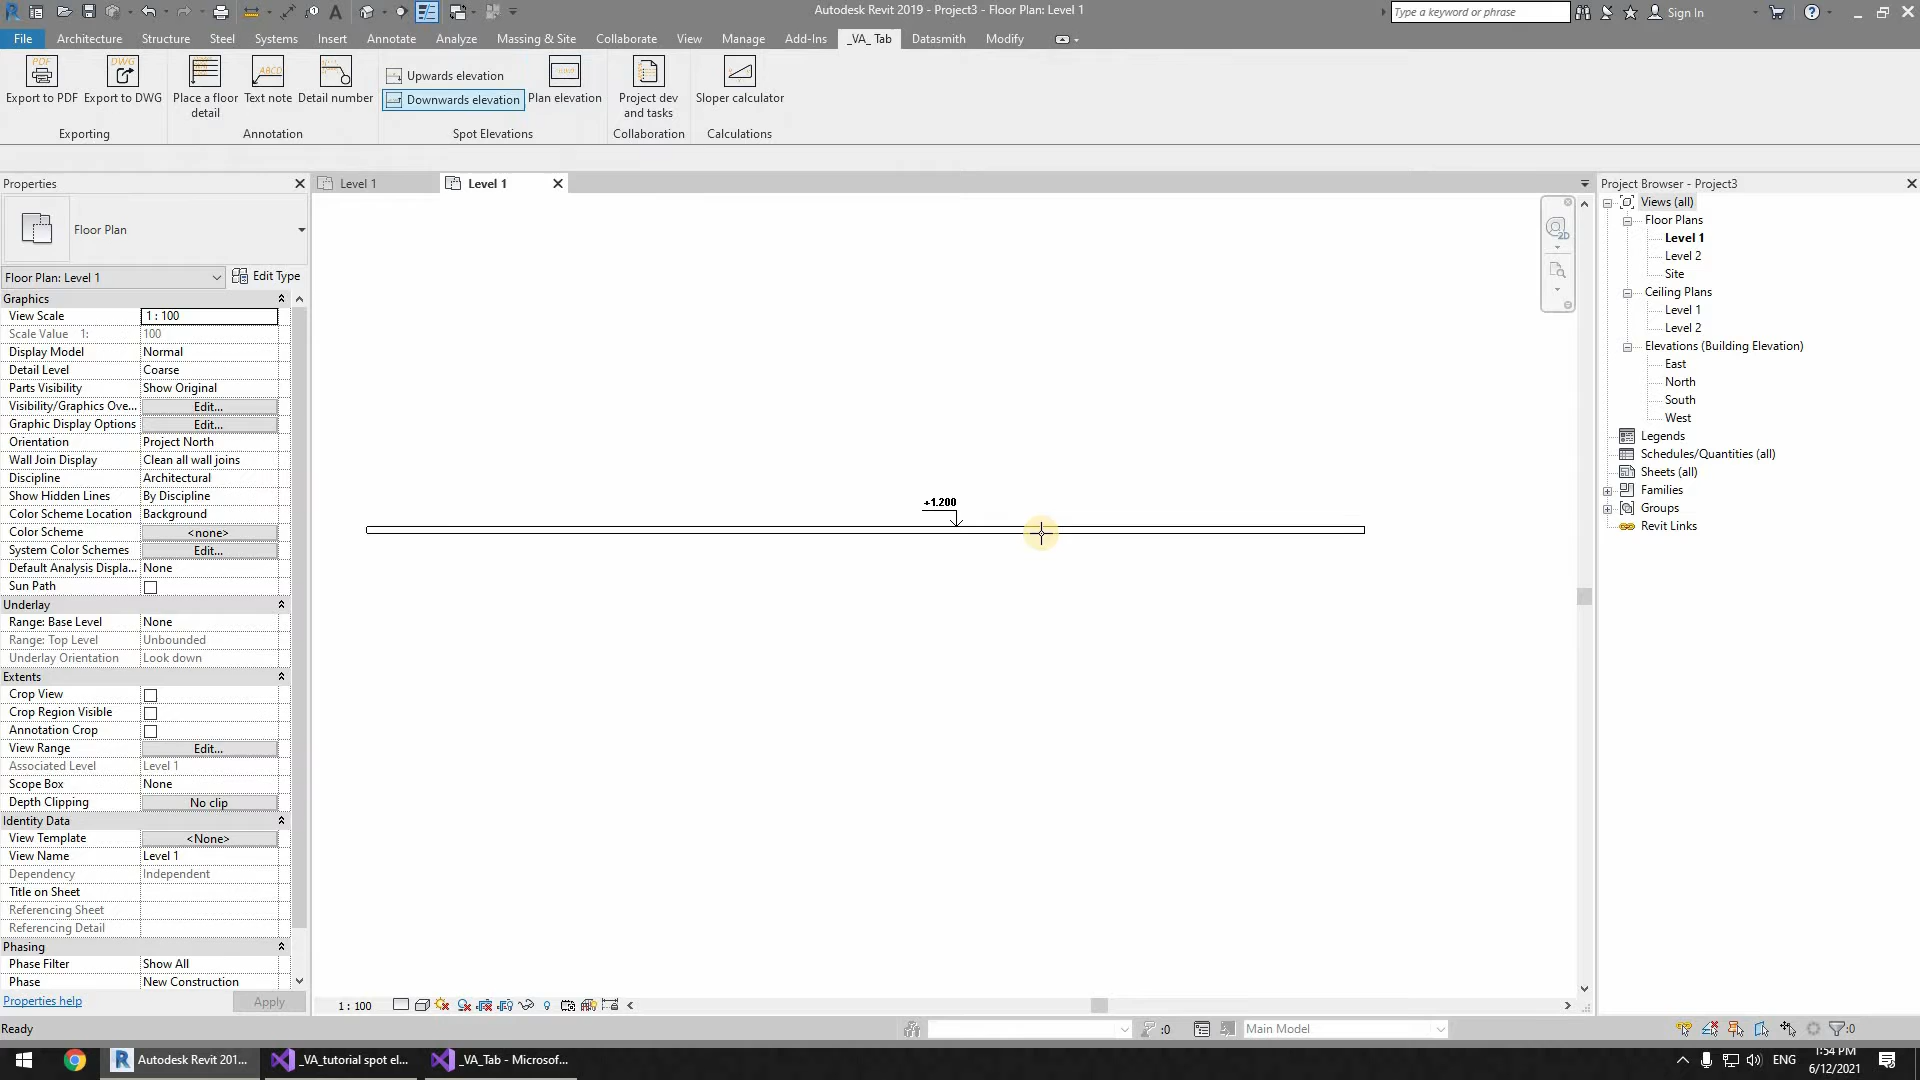 Autodesk Revit 2019 - Project3 - Floor Plan: Level 1
Type a keyword or phrase
Sign In
File
Architecture
Structure
Steel
Systems
Insert
Annotate
Analyze
Massing & Site
Collaborate
View
Manage
Add-Ins
_VA_ Tab
Datasmith
Modify
PDF
DWG
ABCD
Export to PDF
Export to DWG
Exporting
Place a floor detail
Text note
Detail number
Annotation
Upwards elevation
Downwards elevation
Plan elevation
Spot Elevations
Project dev and tasks
Collaboration
Sloper calculator
Calculations
Properties
Level 1
Level 1
Project Browser - Project3
Floor Plan
Floor Plan: Level 1
Edit Type
Graphics
View Scale 1 : 100
Scale Value 1: 100
Display Model Normal
Detail Level Coarse
Parts Visibility Show Original
Visibility/Graphics Ove... Edit...
Graphic Display Options Edit...
Orientation Project North
Wall Join Display Clean all wall joins
Discipline Architectural
Show Hidden Lines By Discipline
Color Scheme Location Background
Color Scheme <none>
System Color Schemes Edit...
Default Analysis Displa... None
Sun Path
Underlay
Range: Base Level None
Range: Top Level Unbounded
Underlay Orientation Look down
Extents
Crop View
Crop Region Visible
Annotation Crop
View Range Edit...
Associated Level Level 1
Scope Box None
Depth Clipping No clip
Identity Data
View Template <None>
View Name Level 1
Dependency Independent
Title on Sheet
Referencing Sheet
Referencing Detail
Phasing
Phase Filter Show All
Phase New Construction
Properties help
Apply
+1.200
2D
Views (all)
Floor Plans
Level 1
Level 2
Site
Ceiling Plans
Level 1
Level 2
Elevations (Building Elevation)
East
North
South
West
Legends
Schedules/Quantities (all)
Sheets (all)
Families
Groups
Revit Links
1 : 100
Ready
:0
Main Model
:0
Autodesk Revit 201...
_VA_tutorial spot el...
_VA_Tab - Microsof...
ENG
1:54 PM
6/12/2021